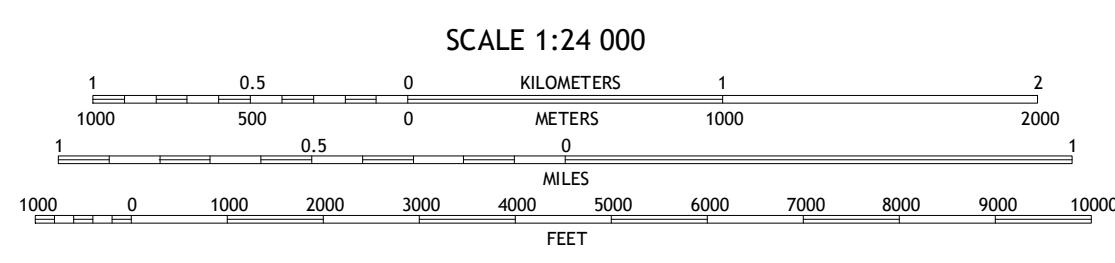 SCALE 1:24 000
1 0.5 0 KILOMETERS 1 2
1000 500 0 METERS 1000 2000
1 0.5 0 1
MILES
1000 0 1000 2000 3000 4000 5000 6000 7000 8000 9000 10000
FEET